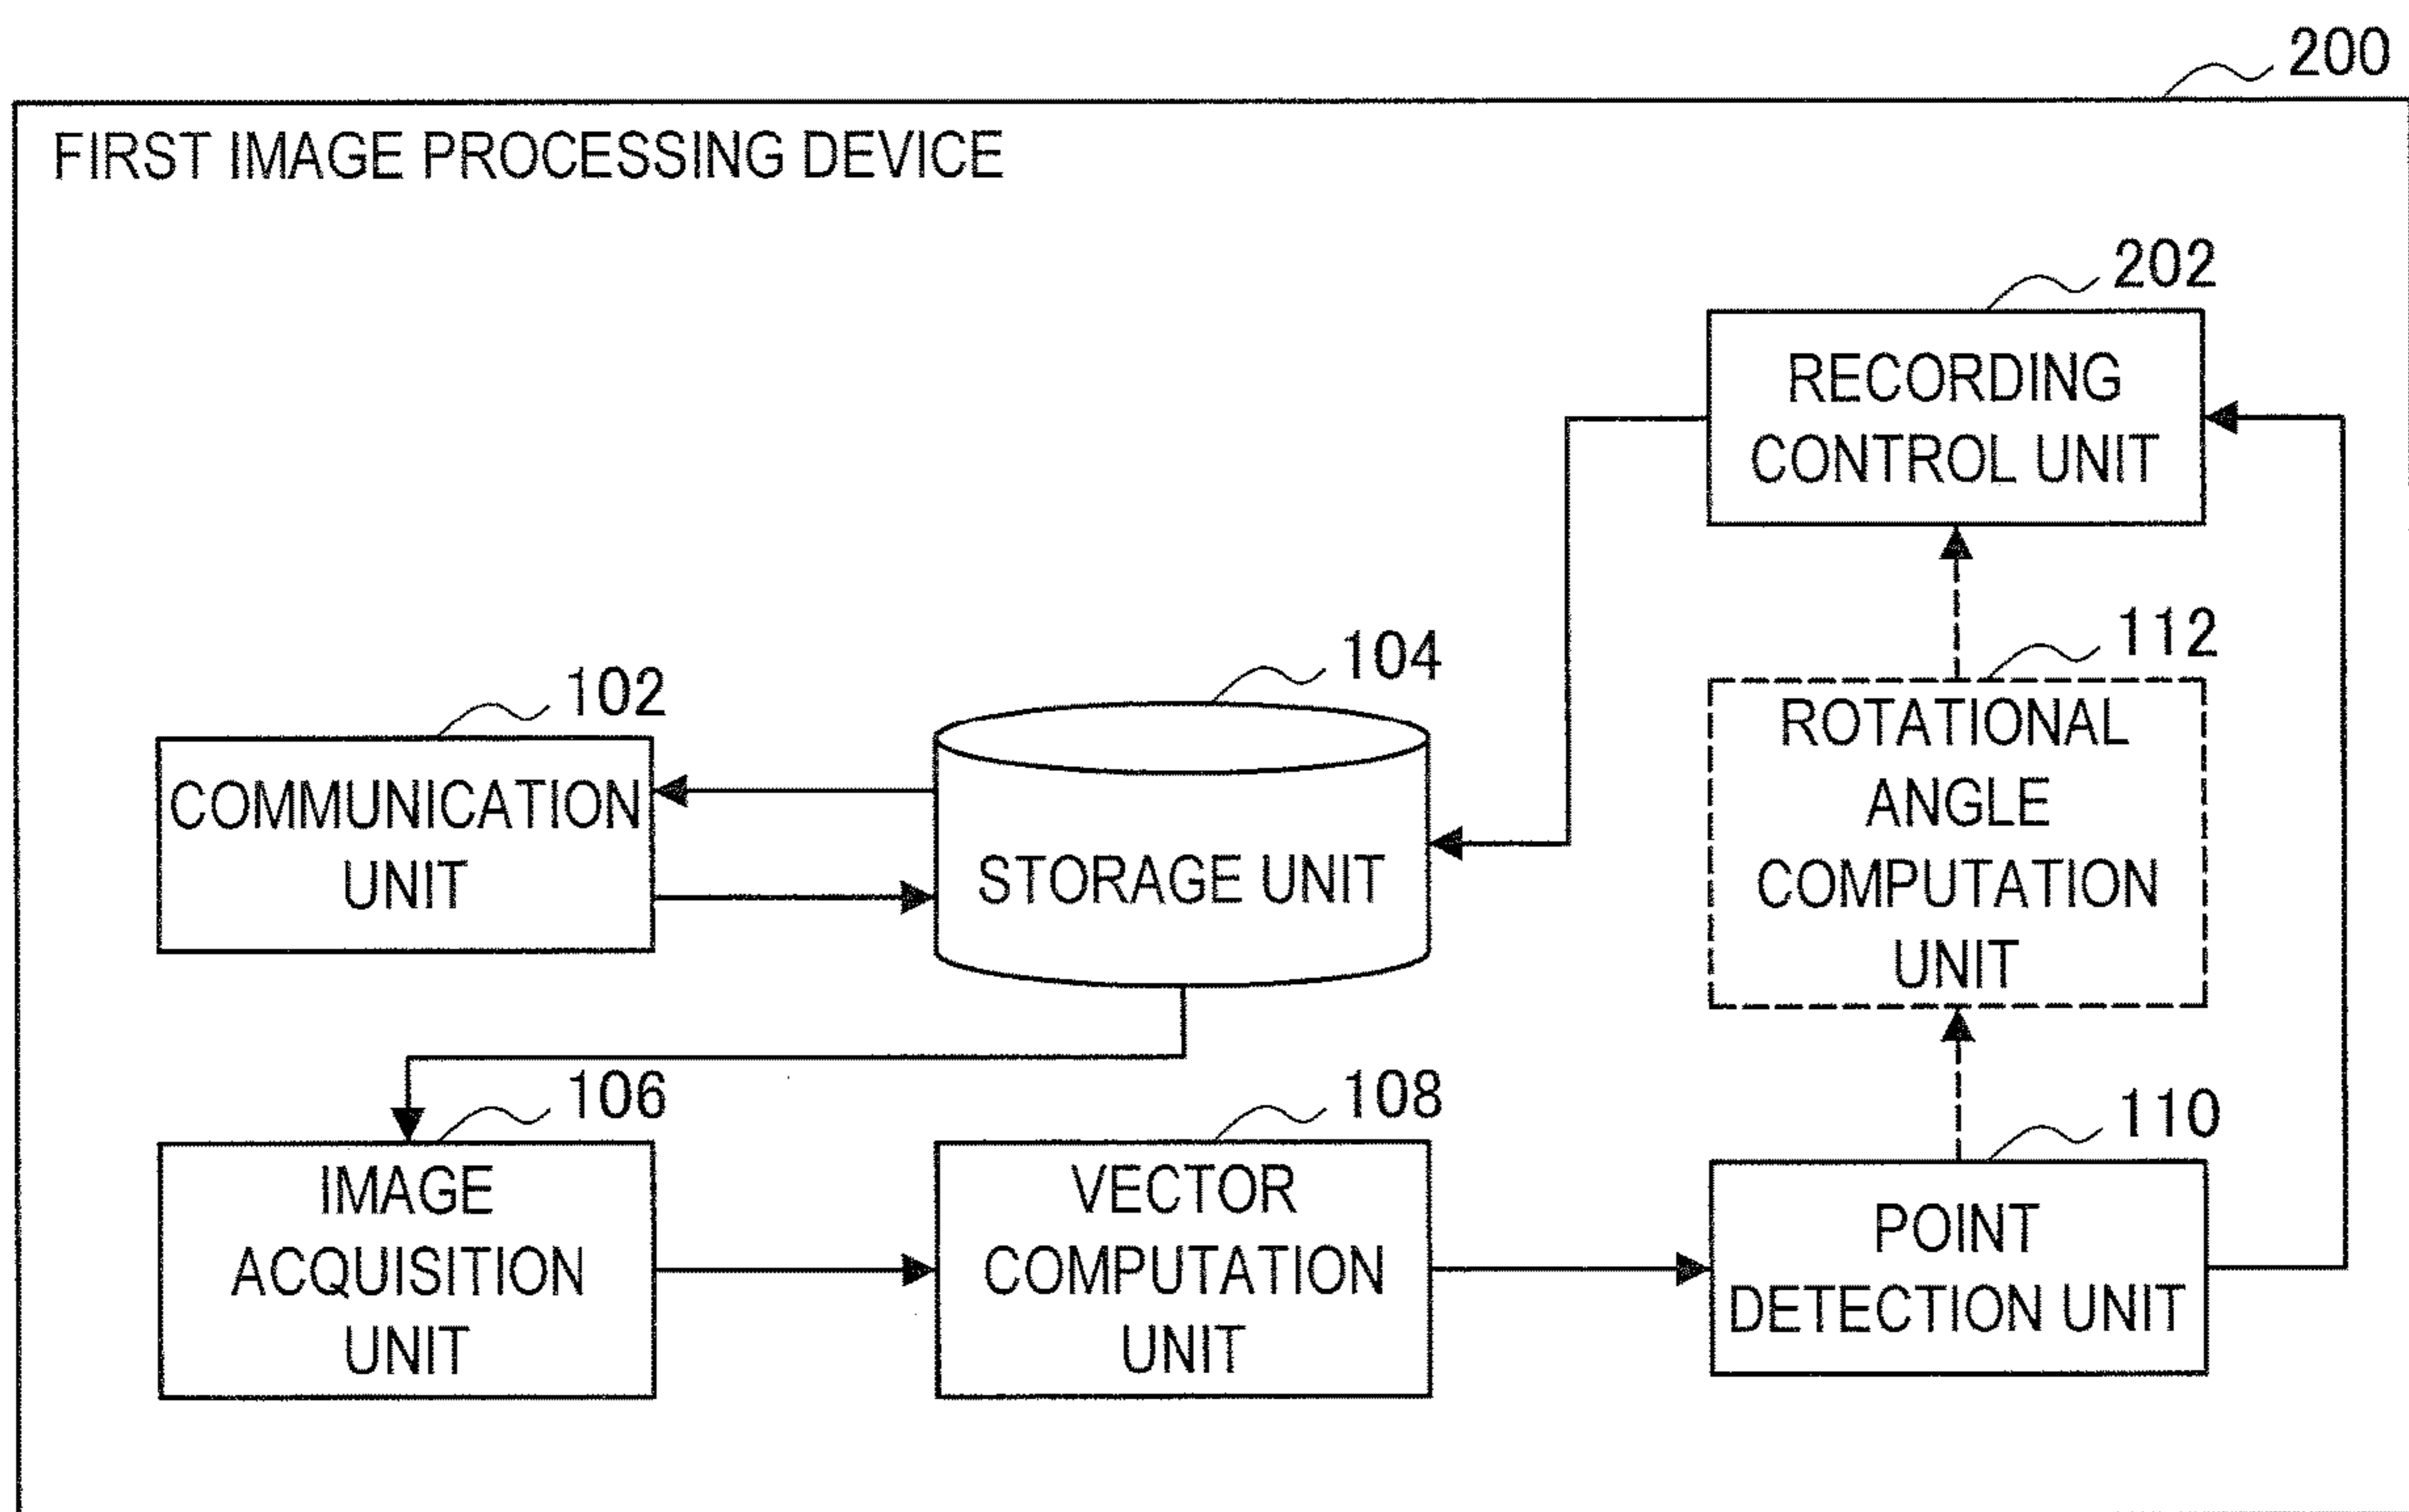 200
FIRST IMAGE PROCESSING DEVICE
202
RECORDING
CONTROL UNIT
112
ROTATIONAL
ANGLE
COMPUTATION
UNIT
104
STORAGE UNIT
102
COMMUNICATION
UNIT
106
IMAGE
ACQUISITION
UNIT
108
VECTOR
COMPUTATION
UNIT
110
POINT
DETECTION UNIT